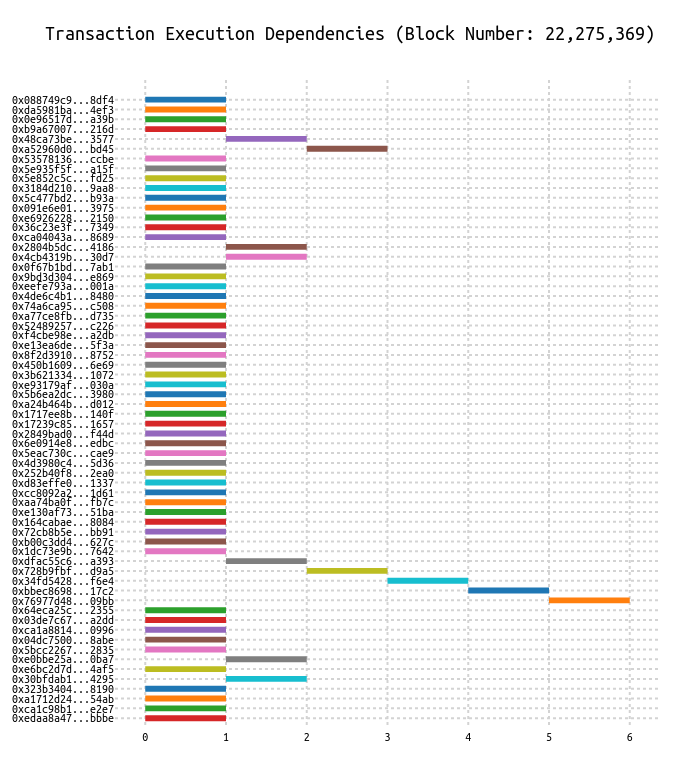 Transaction Execution Dependencies (Block Number: 22,275,369)
0x088749c9...8df4
0xda5981ba...4ef3
0x0e96517d...a39b
0xb9a67007...216d
0x48ca73be...3577
0xa52960d0...bd45
0x53578136...ccbe
0x5e935f5f...a15f
0x5e852c5c...fd25
0x3184d210...9aa8
0x5c477bd2...b93a
0x091e6e01...3975
0xe6926228...2150
0x36c23e3f...7349
0xca04043a...8689
0x2804b5dc...4186
0x4cb4319b...30d7
0x0f67b1bd...7ab1
0x9bd3d304...e869
0xeefe793a...001a
0x4de6c4b1...8480
0x74a6ca95...c508
0xa77ce8fb...d735
0x52489257...c226
0xf4cbe98e...a2db
0xe13ea6de...5f3a
0x8f2d3910...8752
0x450b1609...6e69
0x3b621334...1072
0xe93179af...030a
0x5b6ea2dc...3980
0xa24b464b...d012
0x1717ee8b...140f
0x17239c85...1657
0x2849bad0...f44d
0x6e0914e8...edbc
0x5eac730c...cae9
0x4d3980c4...5d36
0x252b40f8...2ea0
0xd83effe0...1337
0xcc8092a2...1d61
0xaa74ba0f...fb7c
0xe130af73...51ba
0x164cabae...8084
0x72cb8b5e...bb91
0xb00c3dd4...627c
0x1dc73e9b...7642
0xdfac55c6...a393
0x728b9fbf...d9a5
0x34fd5428...f6e4
0xbbec8698...17c2
0x76977d48...09bb
0x64eca25c...2355
0x03de7c67...a2dd
0xca1a8814...0996
0x04dc7500...8abe
0x5bcc2267...2835
0xe0bbe25a...0ba7
0xe6bc2d7d...4af5
0x30bfdab1...4295
0x323b3404...8190
0xa1712d24...54ab
0xca1c98b1...e2e7
0xedaa8a47...bbbe
0 1 2 3 4 5 6